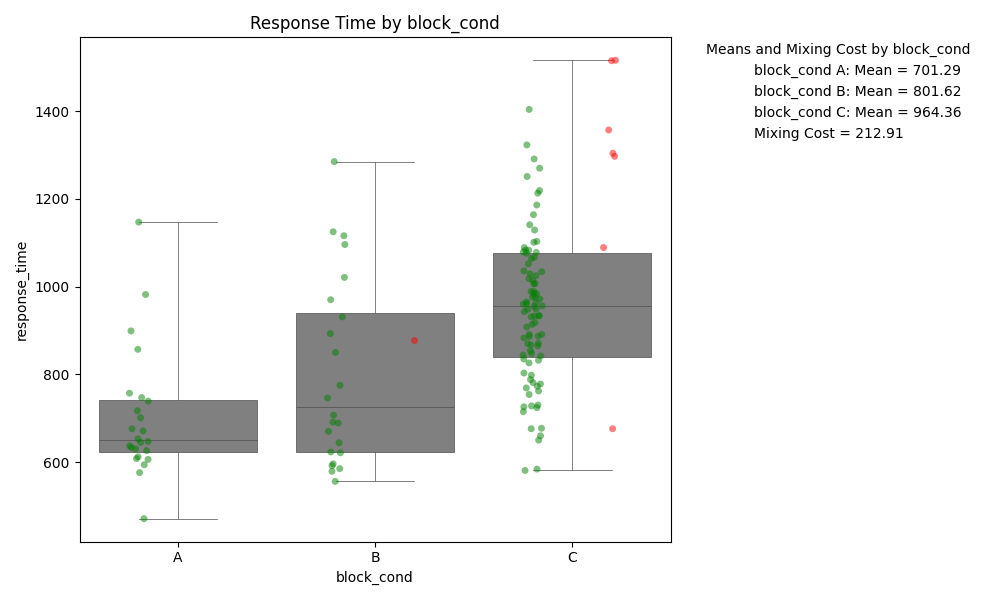 Response Time by block_cond
Means and Mixing Cost by block_cond
block_cond A: Mean = 701.29
block_cond B: Mean = 801.62
block_cond C: Mean = 964.36
Mixing Cost = 212.91
response_time
1400
1200
1000
800
600
A
B
C
block_cond